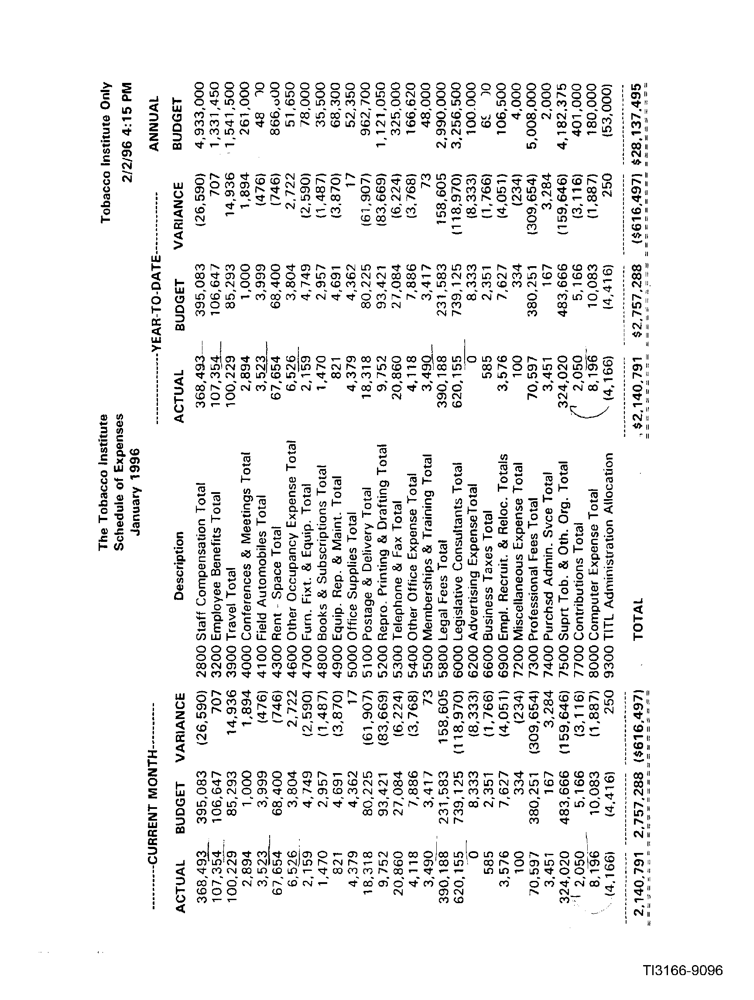 The Tobacco Institute Tobacco Institute Only
Schedule of Expenses 2/2/96 4:15 PM
January 1996
-----------CURRENT MONTH----------- ---------------YEAR-TO-DATE--------------- ANNUAL
ACTUAL BUDGET VARIANCE Description ACTUAL BUDGET VARIANCE BUDGET
368,493 395,083 (26,590) 2800 Staff Compensation Total 368,493 395,083 (26,590) 4,933,000
107,354 106,647 707 3200 Employee Benefits Total 107,354 106,647 707 1,331,450
100,229 85,293 14,936 3900 Travel Total 100,229 85,293 14,936 1,541,500
2,894 1,000 1,894 4000 Conferences & Meetings Total 2,894 1,000 1,894 261,000
3,523 3,999 (476) 4100 Field Automobiles Total 3,523 3,999 (476)
67,654 68,400 (746) 4300 Rent - Space Total 67,654 68,400 (746)
6,526 3,804 2,722 4600 Other Occupancy Expense Total 6,526 3,804 2,722 51,650
2,159 4,749 (2,590) 4700 Furn. Fixt. & Equip. Total 2,159 4,749 (2,590) 78,000
1,470 2,957 (1,487) 4800 Books & Subscriptions Total 1,470 2,957 (1,487) 35,500
821 4,691 (3,870) 4900 Equip. Rep. & Maint. Total 821 4,691 (3,870) 68,300
4,379 4,362 17 5000 Office Supplies Total 4,379 4,362 17 52,350
18,318 80,225 (61,907) 5100 Postage & Delivery Total 18,318 80,225 (61,907) 962,700
9,752 93,421 (83,669) 5200 Repro. Printing & Drafting Total 9,752 93,421 (83,669) 1,121,050
20,860 27,084 (6,224) 5300 Telephone & Fax Total 20,860 27,084 (6,224) 325,000
4,118 7,886 (3,768) 5400 Other Office Expense Total 4,118 7,886 (3,768) 166,620
3,490 3,417 73 5500 Memberships & Training Total 3,490 3,417 73 48,000
390,188 231,583 158,605 5800 Legal Fees Total 390,188 231,583 158,605 2,990,000
620,155 739,125 (118,970) 6000 Legislative Consultants Total 620,155 739,125 (118,970) 3,256,500
0 8,333 (8,333) 6200 Advertising ExpenseTotal 0 8,333 (8,333) 100,000
585 2,351 (1,766) 6600 Business Taxes Total 585 2,351 (1,766)
3,576 7,627 (4,051) 6900 Empl. Recruit. & Reloc. Totals 3,576 7,627 (4,051) 106,500
100 334 (234) 7200 Miscellaneous Expense Total 100 334 (234) 4,000
70,597 380,251 (309,654) 7300 Professional Fees Total 70,597 380,251 (309,654) 5,008,000
3,451 167 3,284 7400 Purchsd Admin. Svce Total 3,451 167 3,284 2,000
324,020 483,666 (159,646) 7500 Suprt Tob. & Oth. Org. Total 324,020 483,666 (159,646) 4,182,375
2,050 5,166 (3,116) 7700 Contributions Total 2,050 5,166 (3,116) 401,000
8,196 10,083 (1,887) 8000 Computer Expense Total 8,196 10,083 (1,887) 180,000
(4,166) (4,416) 250 9300 TITL Administration Allocation (4,166) (4,416) 250 (53,000)
2,140,791 2,757,288 ($616,497) TOTAL $2,140,791 $2,757,288 ($616,497) $28,137,495
TI3166-9096